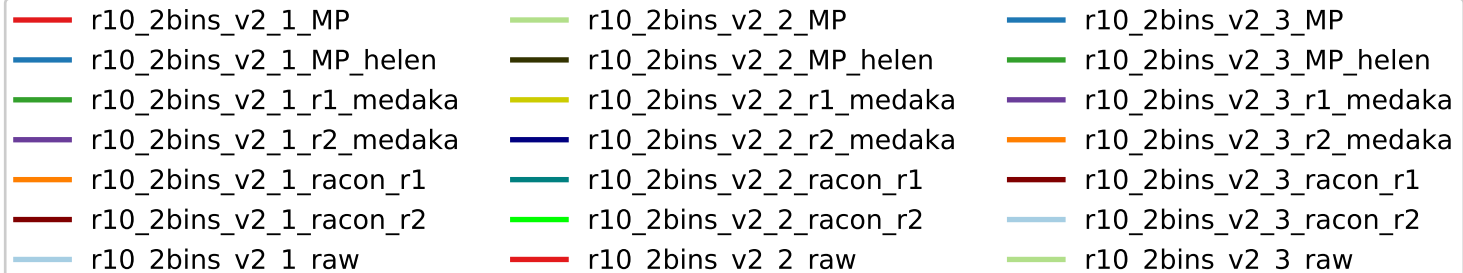 r10_2bins_v2_1_MP
r10_2bins_v2_1_MP_helen
r10_2bins_v2_1_r1_medaka
r10_2bins_v2_1_r2_medaka
r10_2bins_v2_1_racon_r1
r10_2bins_v2_1_racon_r2
r10_2bins_v2_1_raw
r10_2bins_v2_2_MP
r10_2bins_v2_2_MP_helen
r10_2bins_v2_2_r1_medaka
r10_2bins_v2_2_r2_medaka
r10_2bins_v2_2_racon_r1
r10_2bins_v2_2_racon_r2
r10_2bins_v2_2_raw
r10_2bins_v2_3_MP
r10_2bins_v2_3_MP_helen
r10_2bins_v2_3_r1_medaka
r10_2bins_v2_3_r2_medaka
r10_2bins_v2_3_racon_r1
r10_2bins_v2_3_racon_r2
r10_2bins_v2_3_raw